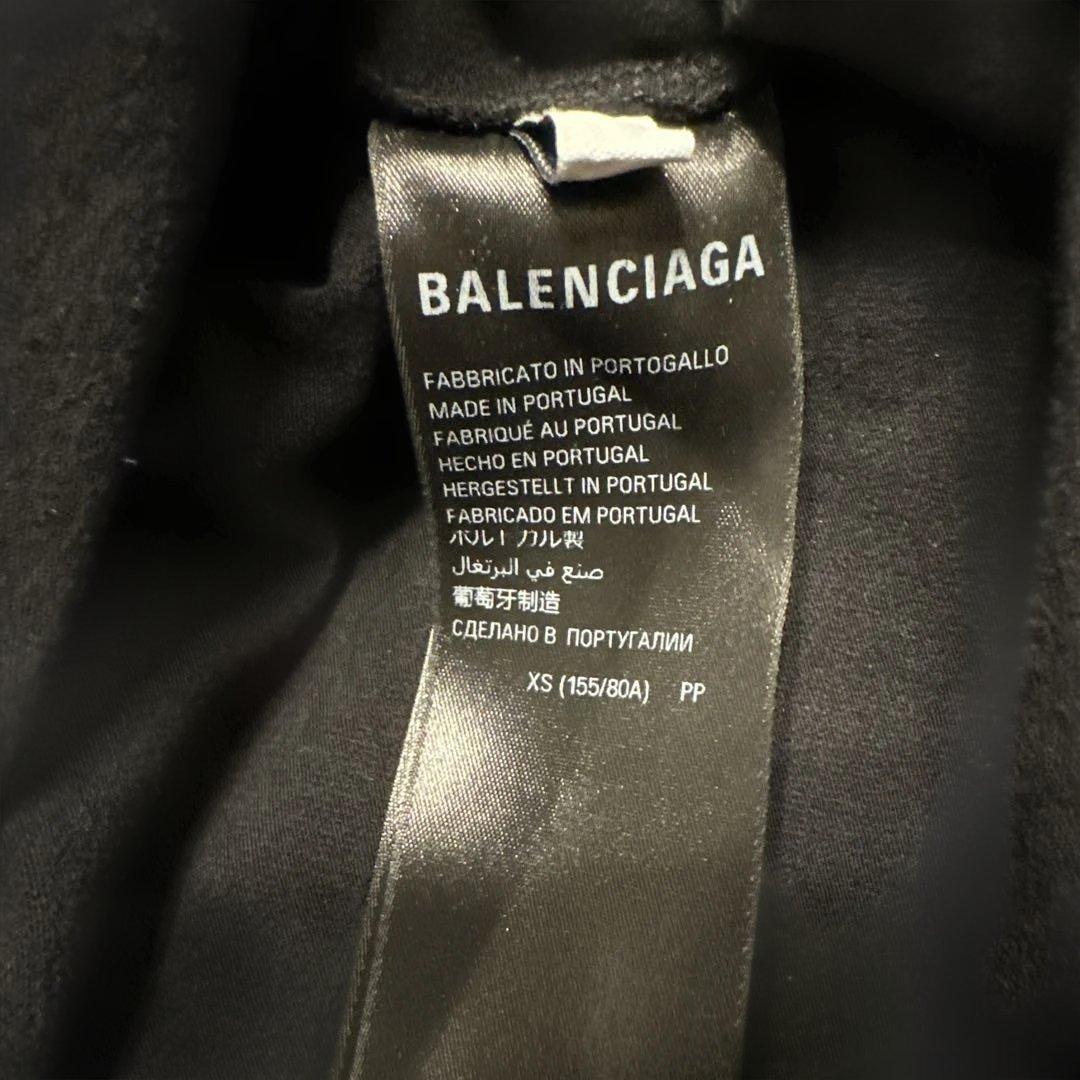 BALENCIAGA
FABBRICATO IN PORTOGALLO
MADE IN PORTUGAL
FABRIQUÉ AU PORTUGAL
HECHO EN PORTUGAL
HERGESTELLT IN PORTUGAL
FABRICADO EM PORTUGAL
ポルトガル製
صنع في البرتغال
葡萄牙制造
СДЕЛАНО В ПОРТУГАЛИИ
XS (155/80A) PP